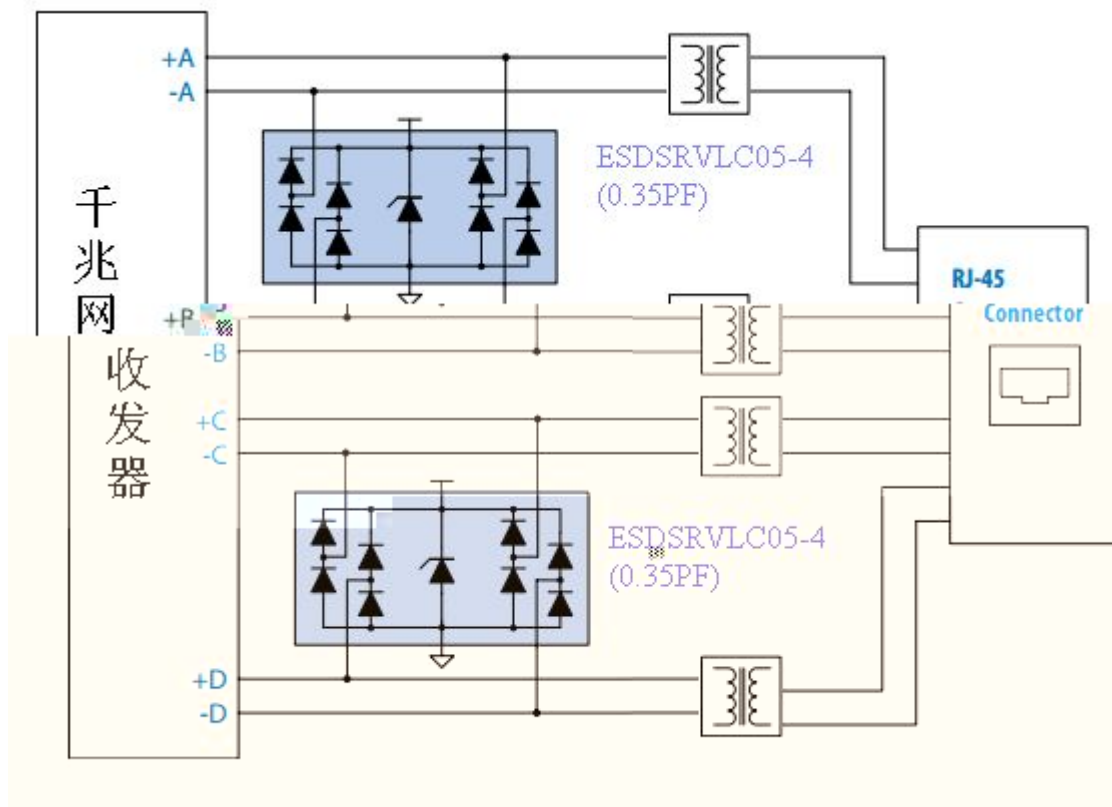 +A
-A
ESDSRVLC05-4
(0.35PF)
千兆网
收发器
RJ-45
Connector
-B
+C
-C
ESDSRVLC05-4
(0.35PF)
+D
-D